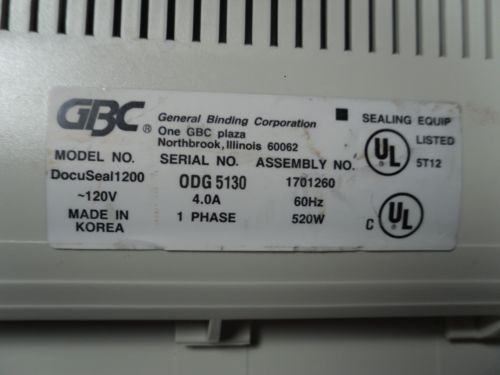 GBC® General Binding Corporation
One GBC plaza
Northbrook, Illinois 60062
SEALING EQUIP
UL LISTED
5T12
MODEL NO. SERIAL NO. ASSEMBLY NO.
DocuSeal1200 ODG 5130 1701260
~120V 4.0A 60Hz
MADE IN KOREA 1 PHASE 520W
C UL